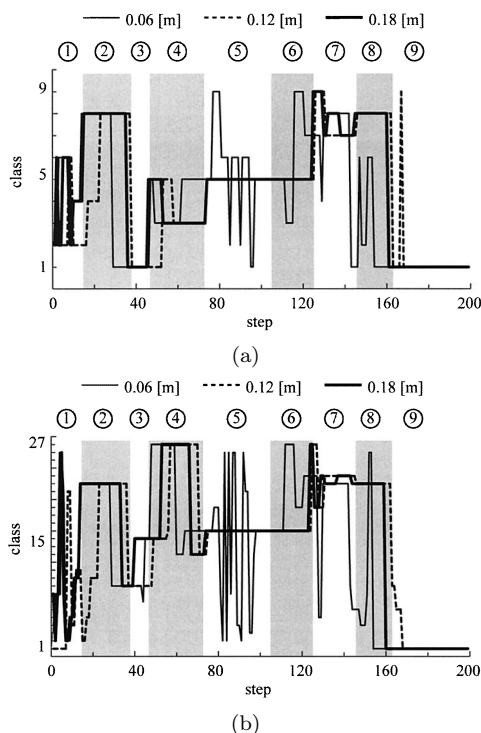 0.06 [m] 0.12 [m] 0.18 [m]
① ② ③ ④ ⑤ ⑥ ⑦ ⑧ ⑨
9
5
1
class
0 40 80 120 160 200
step
(a)
0.06 [m] 0.12 [m] 0.18 [m]
① ② ③ ④ ⑤ ⑥ ⑦ ⑧ ⑨
27
15
1
class
0 40 80 120 160 200
step
(b)